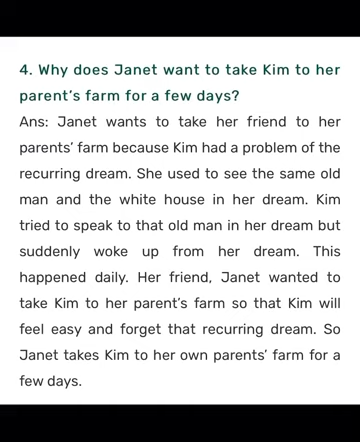 4. Why does Janet want to take Kim to her
parent's farm for a few days?
Ans: Janet wants to take her friend to her
parents' farm because Kim had a problem of the
recurring dream. She used to see the same old
man and the white house in her dream. Kim
tried to speak to that old man in her dream but
suddenly woke up from her dream. This
happened daily. Her friend, Janet wanted to
take Kim to her parent's farm so that Kim will
feel easy and forget that recurring dream. So
Janet takes Kim to her own parents' farm for a
few days.